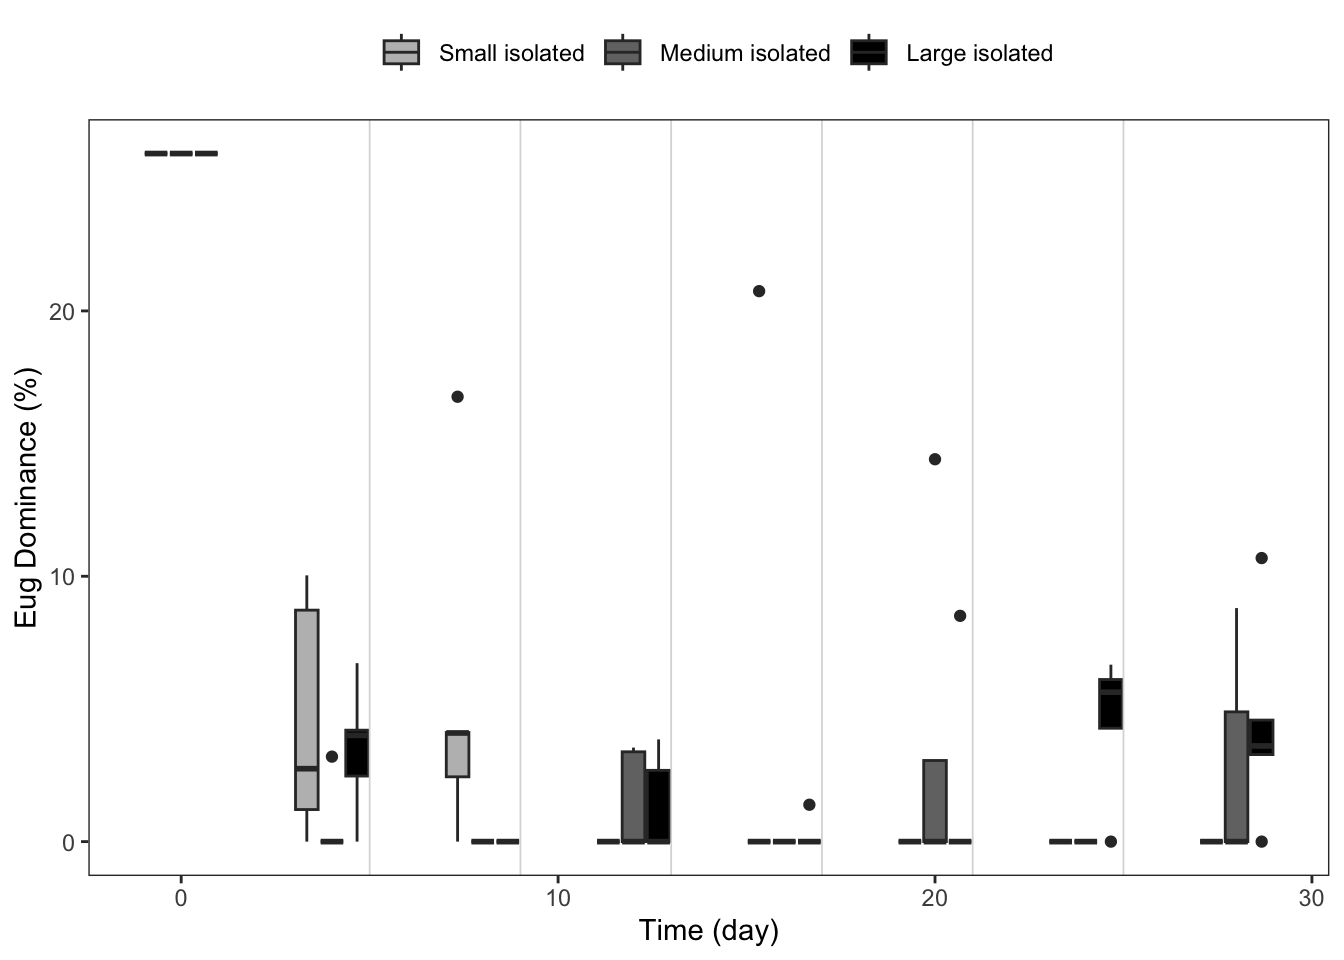 Small isolated Medium isolated Large isolated
Eug Dominance (%)
20
10
0
0 10 20 30
Time (day)